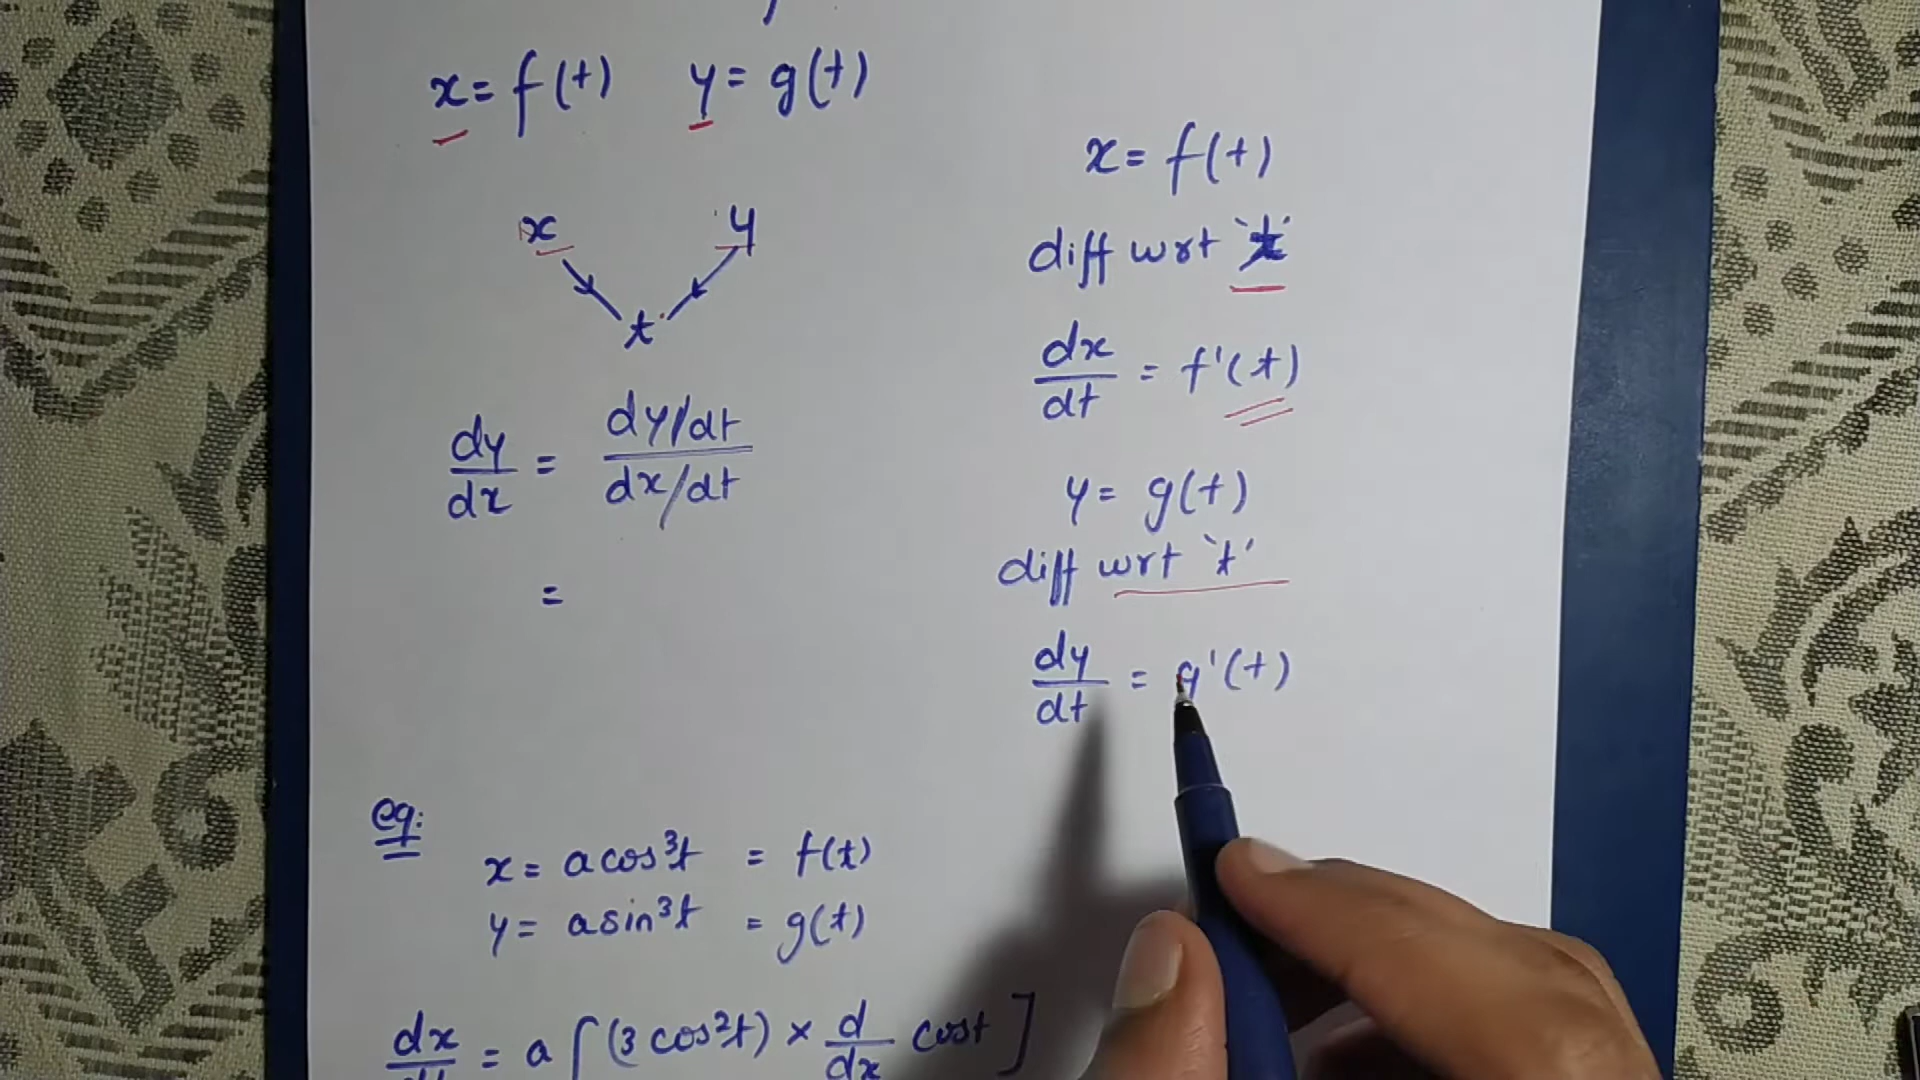 x = f(t) y = g(t)
x y
t
dy/dx = (dy/dt)/(dx/dt)
=
x = f(t)
diff wrt 't'
dx/dt = f'(t)
y = g(t)
diff wrt 't'
dy/dt = g'(t)
eg:
x = a cos³t = f(t)
y = a sin³t = g(t)
dx/dt = a [(3 cos²t) × d/dx cost]